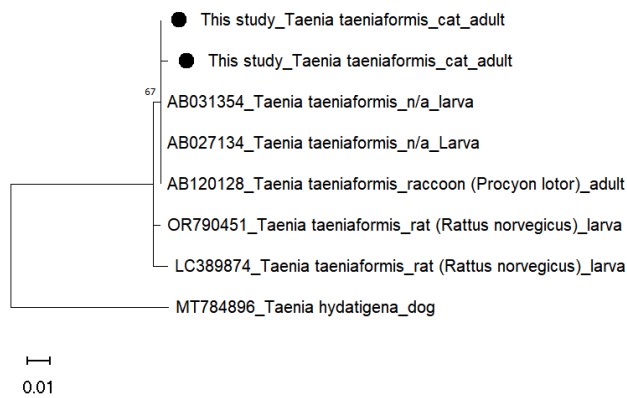 This study_Taenia taeniaformis_cat_adult
This study_Taenia taeniaformis_cat_adult
67
AB031354_Taenia taeniaformis_n/a_larva
AB027134_Taenia taeniaformis_n/a_Larva
AB120128_Taenia taeniaformis_raccoon (Procyon lotor)_adult
OR790451_Taenia taeniaformis_rat (Rattus norvegicus)_larva
LC389874_Taenia taeniaformis_rat (Rattus norvegicus)_larva
MT784896_Taenia hydatigena_dog
0.01